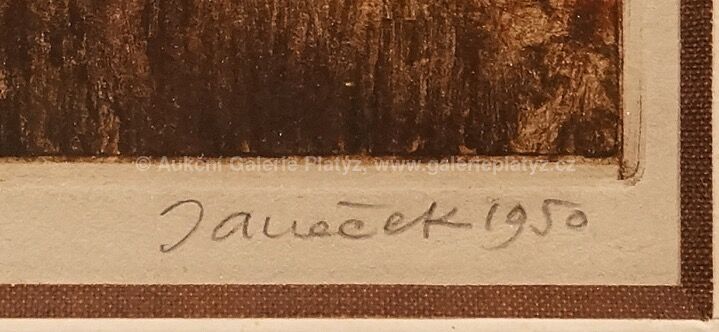 © Aukční Galerie Platýz, www.galerieplatyz.cz
Janeček 1950